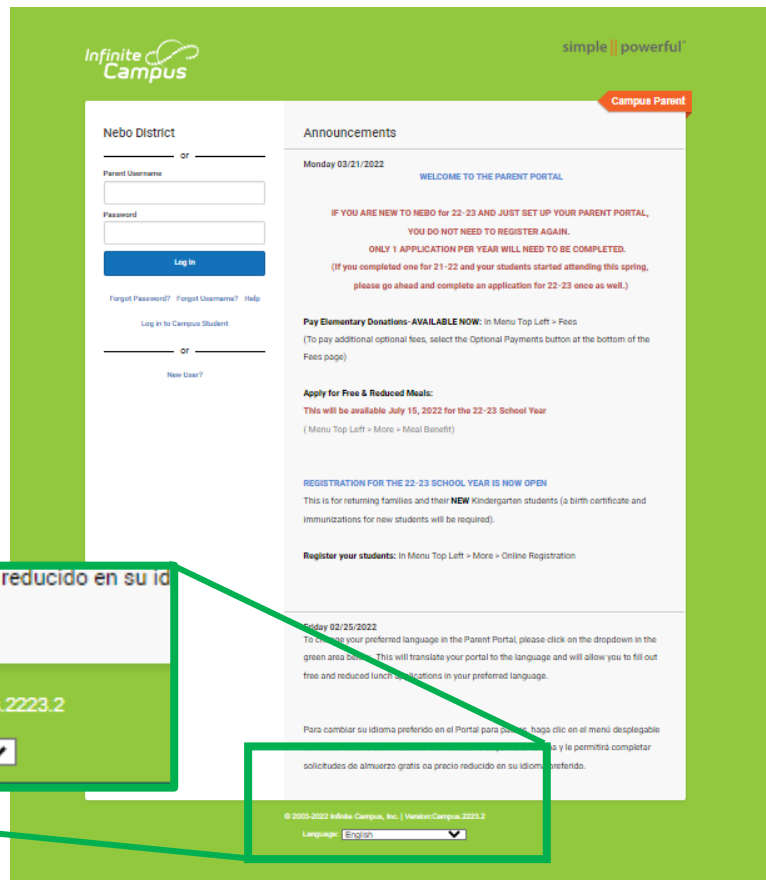 Infinite
Campus
simple || powerful
Campus Parent
Nebo District
or
Parent Username
Password
Log In
Forgot Password? Forgot Username? Help
Log in to Campus Student
or
New User?
Announcements
Monday 03/21/2022
WELCOME TO THE PARENT PORTAL
IF YOU ARE NEW TO NEBO for 22-23 AND JUST SET UP YOUR PARENT PORTAL,
YOU DO NOT NEED TO REGISTER AGAIN.
ONLY 1 APPLICATION PER YEAR WILL NEED TO BE COMPLETED.
(If you completed one for 21-22 and your students started attending this spring,
please go ahead and complete an application for 22-23 once as well.)
Pay Elementary Donations-AVAILABLE NOW: In Menu Top Left > Fees
(To pay additional optional fees, select the Optional Payments button at the bottom of the
Fees page)
Apply for Free & Reduced Meals:
This will be available July 15, 2022 for the 22-23 School Year
( Menu Top Left > More > Meal Benefit)
REGISTRATION FOR THE 22-23 SCHOOL YEAR IS NOW OPEN
This is for returning families and their NEW Kindergarten students (a birth certificate and
immunizations for new students will be required).
Register your students: In Menu Top Left > More > Online Registration
Friday 02/25/2022
To change your preferred language in the Parent Portal, please click on the dropdown in the
green area below. This will translate your portal to the language and will allow you to fill out
free and reduced lunch applications in your preferred language.
Para cambiar su idioma preferido en el Portal para padres, haga clic en el menú desplegable
a y le permitirá completar
solicitudes de almuerzo gratis oa precio reducido en su idioma preferido.
© 2003-2022 Infinite Campus, Inc. | Version:Campus.2223.2
Language: English
reducido en su id
.2223.2